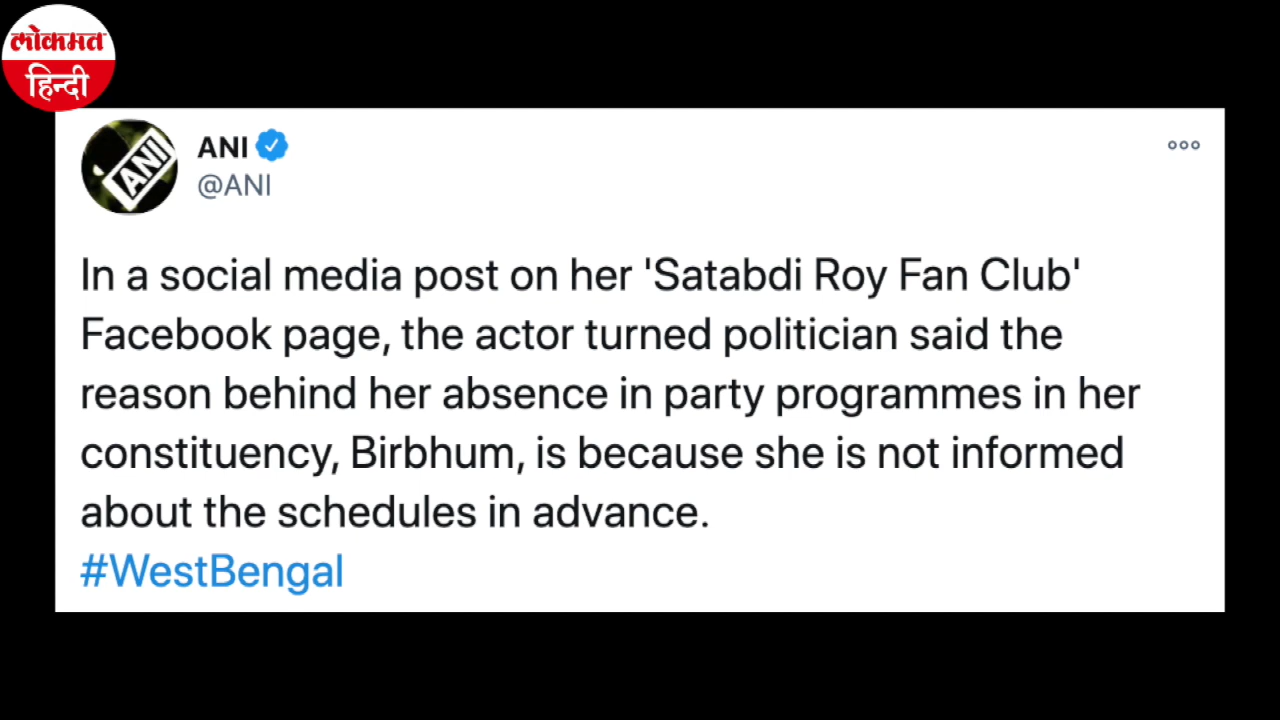 लोकमत
हिन्दी
ANI
ANI
@ANI
In a social media post on her 'Satabdi Roy Fan Club'
Facebook page, the actor turned politician said the
reason behind her absence in party programmes in her
constituency, Birbhum, is because she is not informed
about the schedules in advance.
#WestBengal